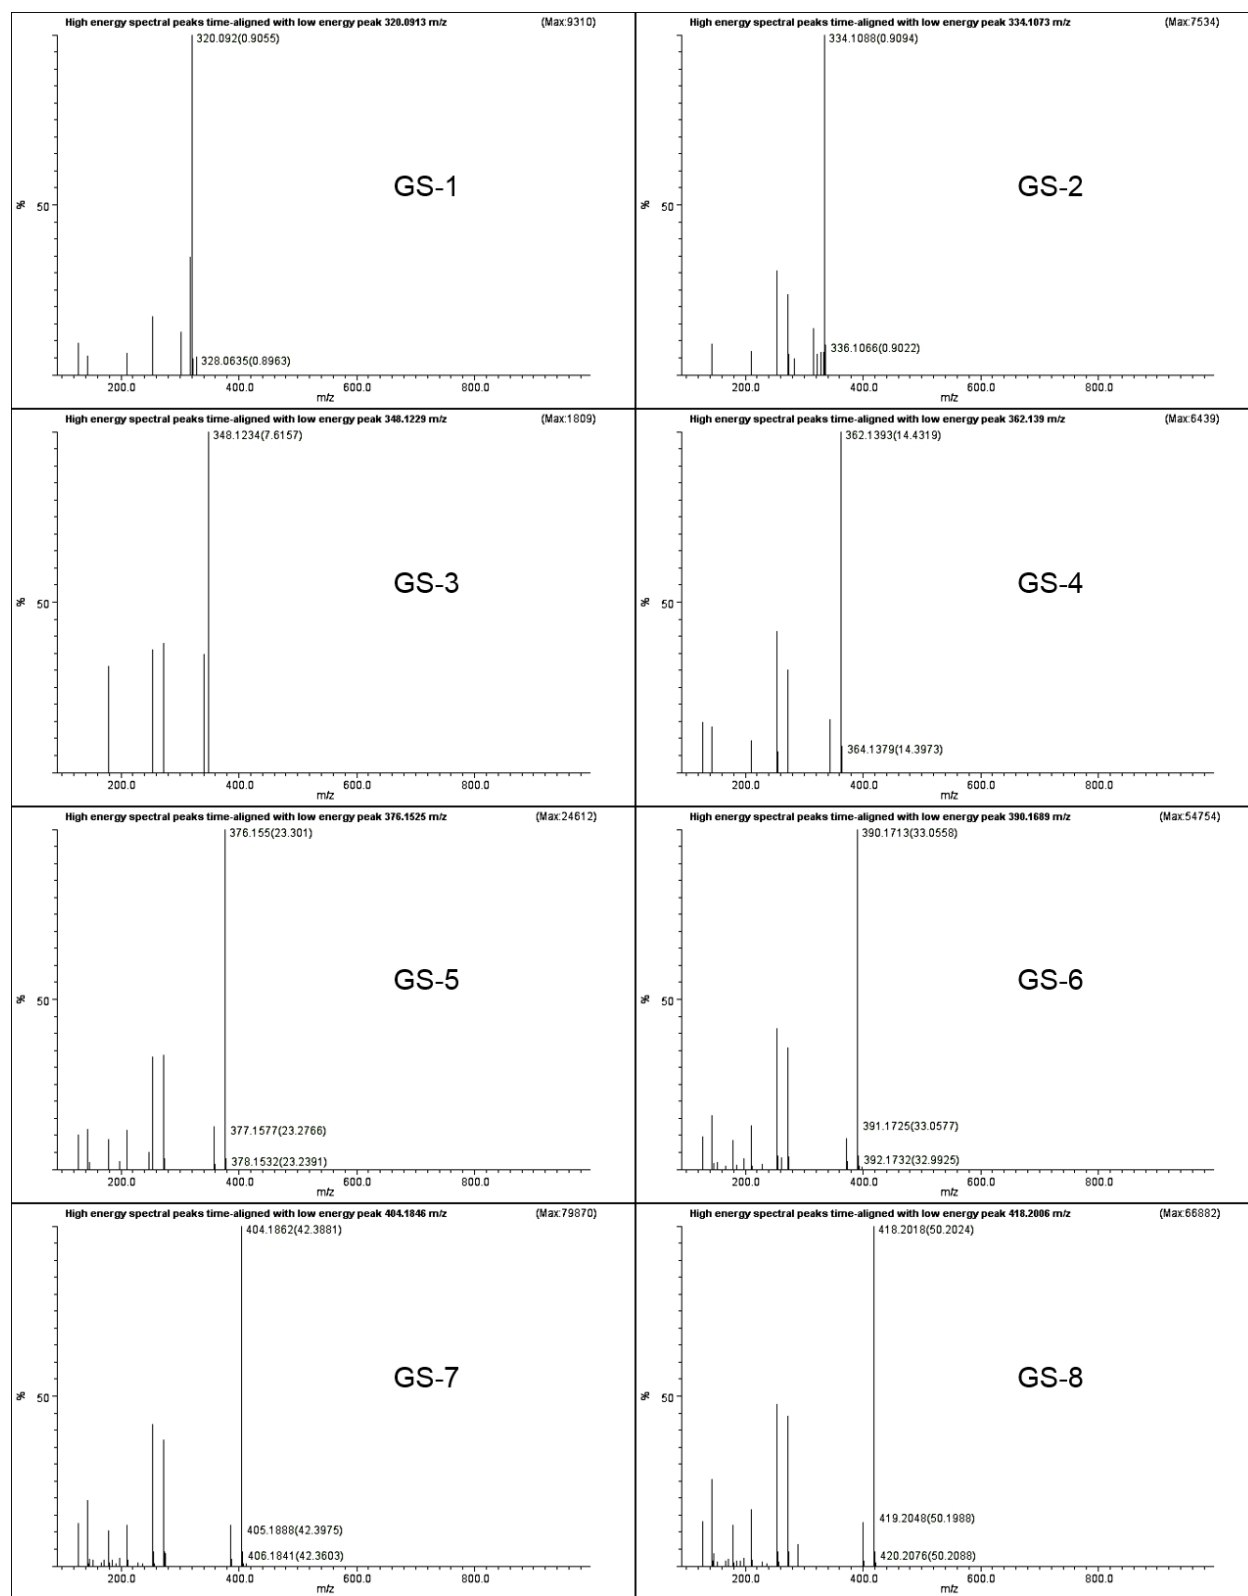 High energy spectral peaks time-aligned with low energy peak 320.0913 m/z (Max:9310)
320.092(0.9055)
GS-1
% 50
328.0635(0.8963)
200.0 400.0 600.0 800.0
m/z
High energy spectral peaks time-aligned with low energy peak 334.1073 m/z (Max:7534)
334.1088(0.9094)
GS-2
% 50
336.1066(0.9022)
200.0 400.0 600.0 800.0
m/z
High energy spectral peaks time-aligned with low energy peak 348.1229 m/z (Max:1809)
348.1234(7.6157)
GS-3
% 50
200.0 400.0 600.0 800.0
m/z
High energy spectral peaks time-aligned with low energy peak 362.139 m/z (Max:6439)
362.1393(14.4319)
GS-4
% 50
364.1379(14.3973)
200.0 400.0 600.0 800.0
m/z
High energy spectral peaks time-aligned with low energy peak 376.1525 m/z (Max:24612)
376.155(23.301)
GS-5
% 50
377.1577(23.2766)
378.1532(23.2391)
200.0 400.0 600.0 800.0
m/z
High energy spectral peaks time-aligned with low energy peak 390.1689 m/z (Max:54754)
390.1713(33.0558)
GS-6
% 50
391.1725(33.0577)
392.1732(32.9925)
200.0 400.0 600.0 800.0
m/z
High energy spectral peaks time-aligned with low energy peak 404.1846 m/z (Max:79870)
404.1862(42.3881)
GS-7
% 50
405.1888(42.3975)
406.1841(42.3603)
200.0 400.0 600.0 800.0
m/z
High energy spectral peaks time-aligned with low energy peak 418.2006 m/z (Max:66882)
418.2018(50.2024)
GS-8
% 50
419.2048(50.1988)
420.2076(50.2088)
200.0 400.0 600.0 800.0
m/z